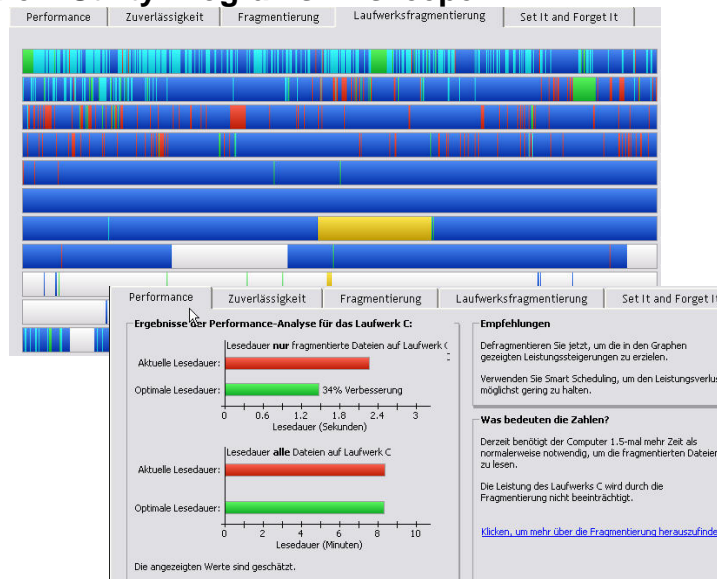 Performance
Zuverlässigkeit
Fragmentierung
Laufwerksfragmentierung
Set It and Forget It
Performance
Zuverlässigkeit
Fragmentierung
Laufwerksfragmentierung
Set It and Forget It
Ergebnisse der Performance-Analyse für das Laufwerk C:
Lesedauer nur fragmentierte Dateien auf Laufwerk
Aktuelle Lesedauer:
Optimale Lesedauer:
34% Verbesserung
0 0.6 1.2 1.8 2.4 3
Lesedauer (Sekunden)
Lesedauer alle Dateien auf Laufwerk C
Aktuelle Lesedauer:
Optimale Lesedauer:
0 2 4 6 8 10
Lesedauer (Minuten)
Die angezeigten Werte sind geschätzt.
Empfehlungen
Defragmentieren Sie jetzt, um die in den Graphen
gezeigten Leistungssteigerungen zu erzielen.
Verwenden Sie Smart Scheduling, um den Leistungsverlus
möglichst gering zu halten.
Was bedeuten die Zahlen?
Derzeit benötigt der Computer 1.5-mal mehr Zeit als
normalerweise notwendig, um die fragmentierten Dateien
zu lesen.
Die Leistung des Laufwerks C wird durch die
Fragmentierung nicht beeinträchtigt.
Klicken, um mehr über die Fragmentierung herauszufinde